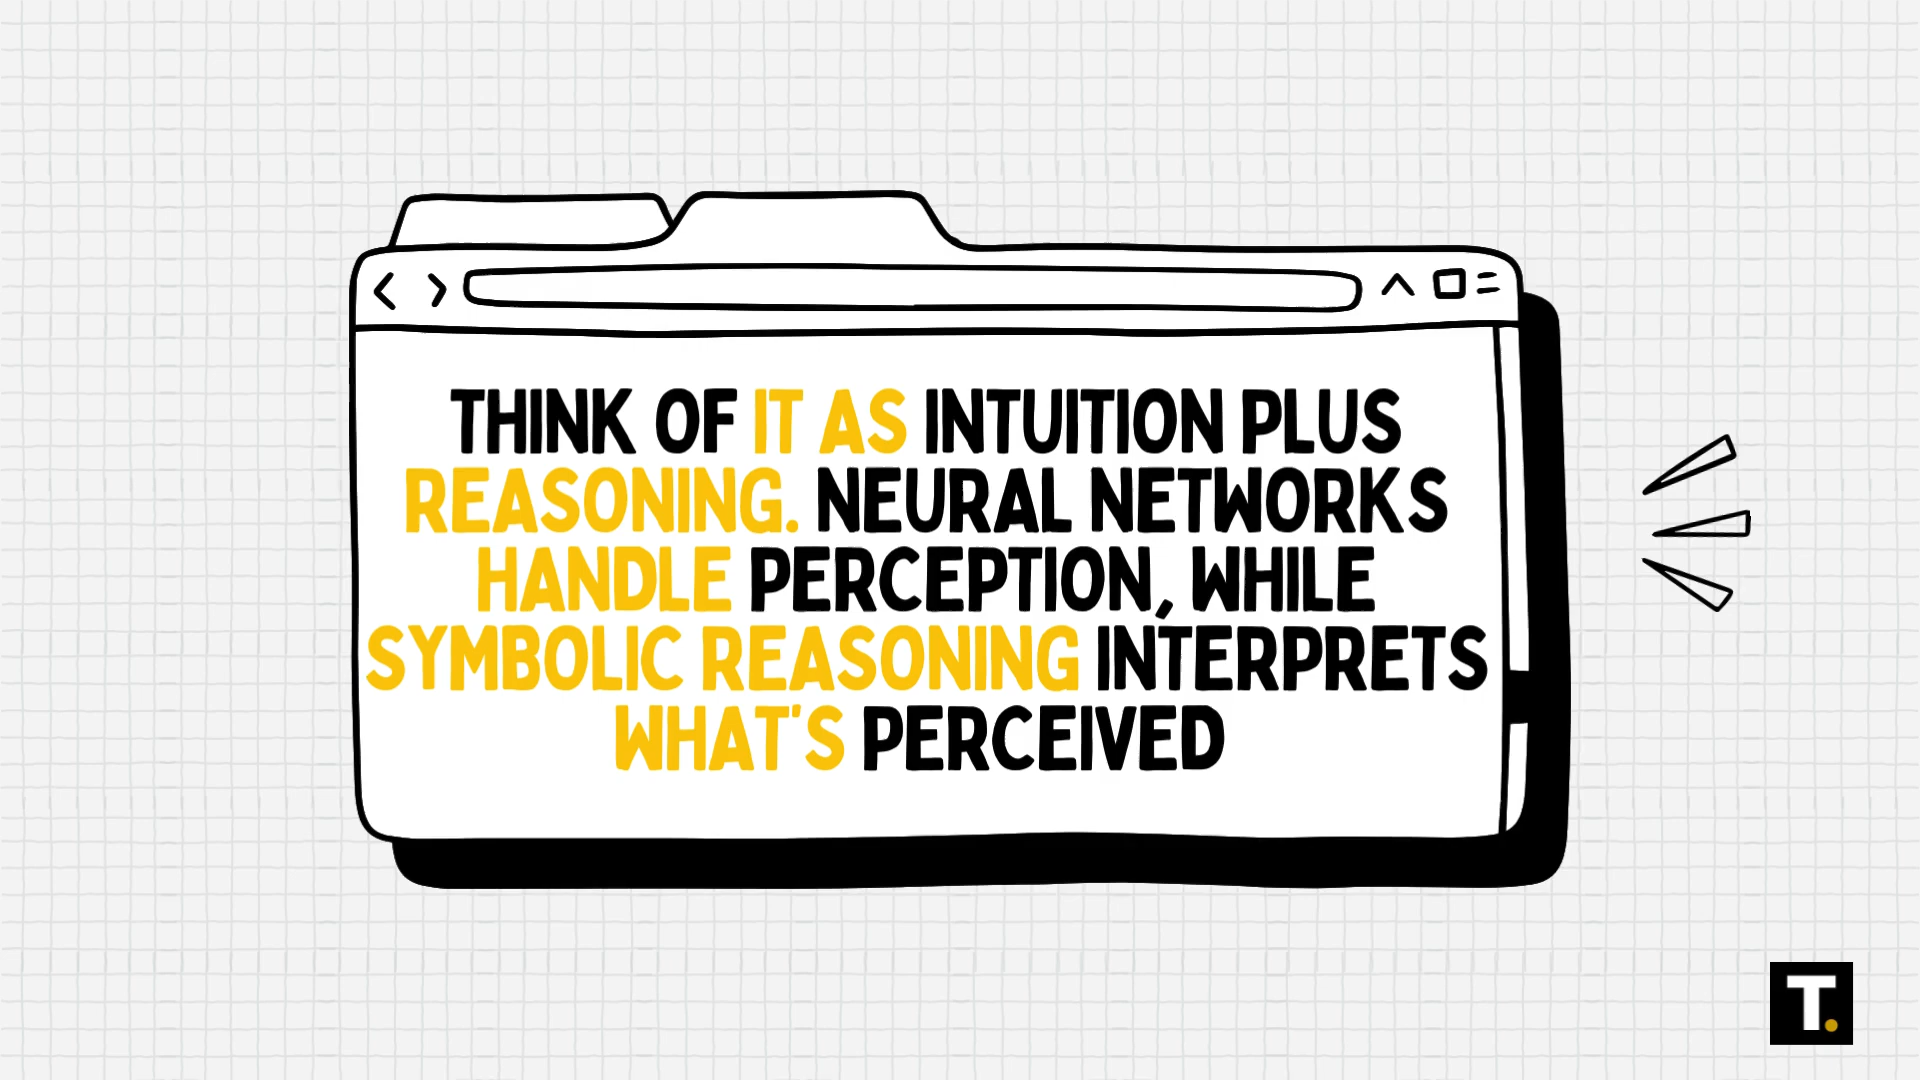 THINK OF IT AS INTUITION PLUS
REASONING. NEURAL NETWORKS
HANDLE PERCEPTION, WHILE
SYMBOLIC REASONING INTERPRETS
WHAT'S PERCEIVED
T.